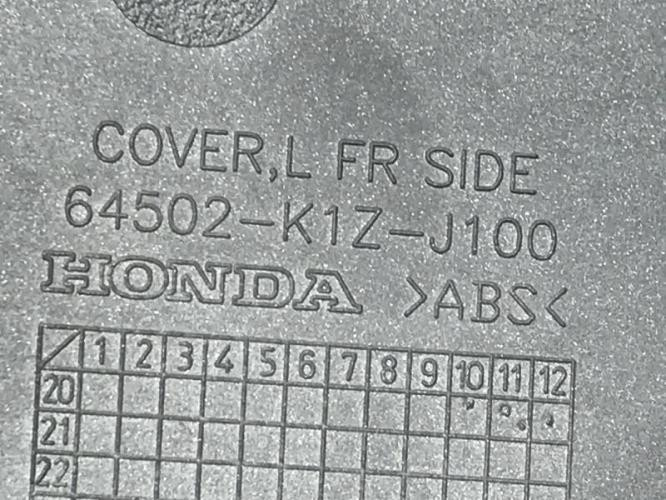 COVER,L FR SIDE
64502-K1Z-J100
HONDA >ABS<
1 2 3 4 5 6 7 8 9 10 11 12
20
21
22